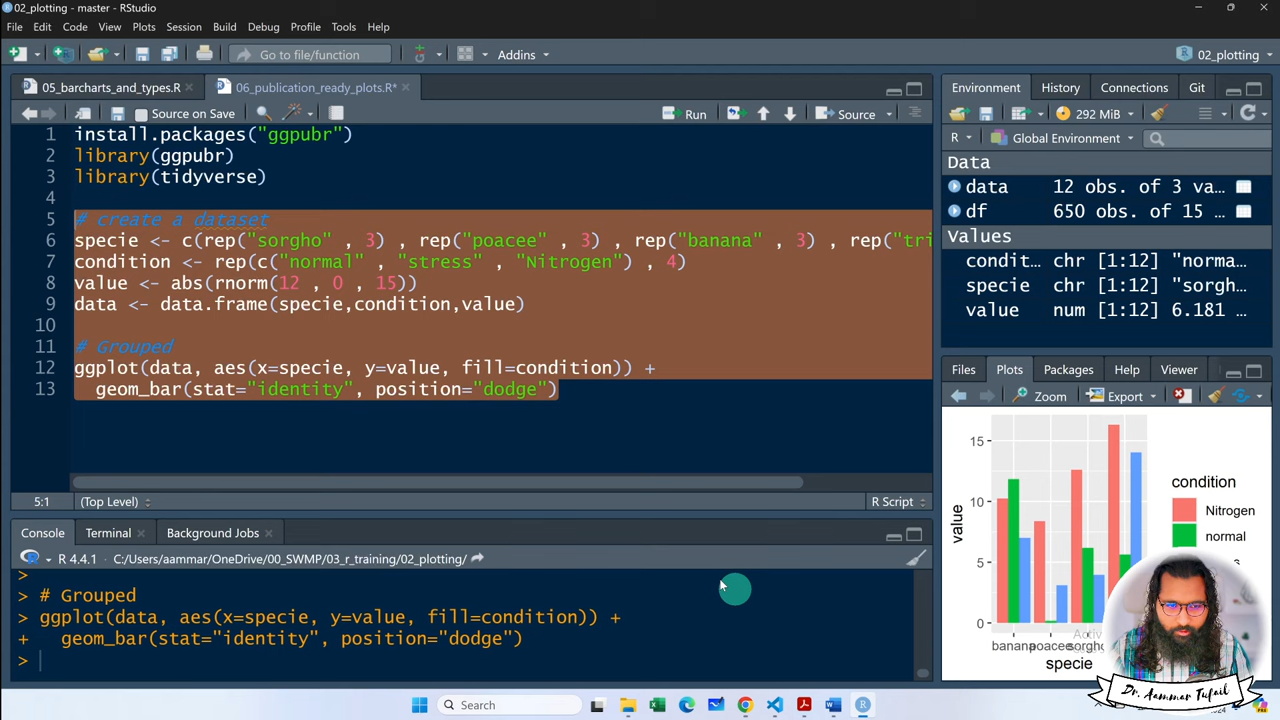 02_plotting - master - RStudio
File Edit Code View Plots Session Build Debug Profile Tools Help
Go to file/function Addins 02_plotting
05_barcharts_and_types.R 06_publication_ready_plots.R*
Source on Save Run Source
1 install.packages("ggpubr")
2 library(ggpubr)
3 library(tidyverse)
4
5 # create a dataset
6 specie <- c(rep("sorgho" , 3) , rep("poacee" , 3) , rep("banana" , 3) , rep("tri
7 condition <- rep(c("normal" , "stress" , "Nitrogen") , 4)
8 value <- abs(rnorm(12 , 0 , 15))
9 data <- data.frame(specie,condition,value)
10
11 # Grouped
12 ggplot(data, aes(x=specie, y=value, fill=condition)) +
13 geom_bar(stat="identity", position="dodge")
5:1 (Top Level) R Script
Console Terminal Background Jobs
R 4.4.1 C:/Users/aammar/OneDrive/00_SWMP/03_r_training/02_plotting/
>
> # Grouped
> ggplot(data, aes(x=specie, y=value, fill=condition)) +
+ geom_bar(stat="identity", position="dodge")
>
Environment History Connections Git
292 MiB
R Global Environment
Data
data 12 obs. of 3 va...
df 650 obs. of 15 ...
Values
condit... chr [1:12] "norma...
specie chr [1:12] "sorgh...
value num [1:12] 6.181 ...
Files Plots Packages Help Viewer
Zoom Export
15
10
5
0
value
banana poacee sorgho
specie
condition
Nitrogen
normal
Activ
Dr. Aammar Tufail
Search